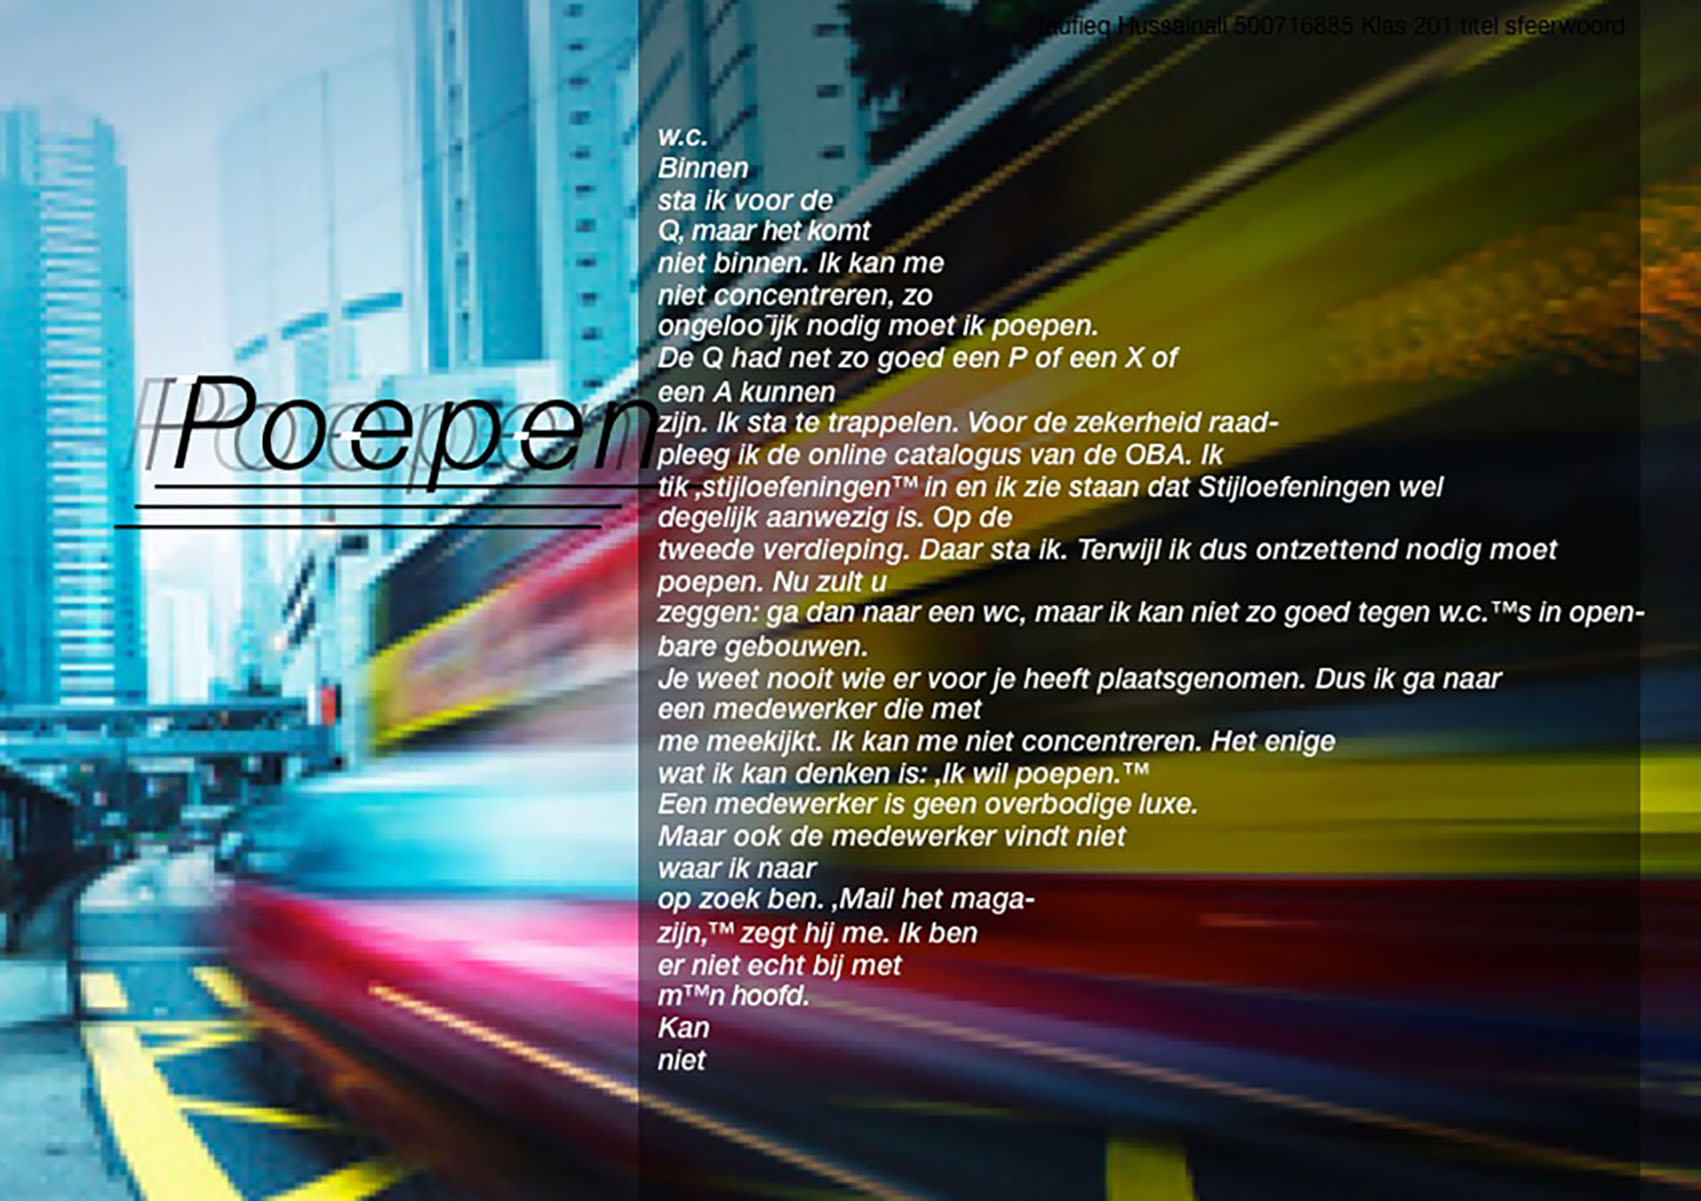 Taufieq Hussainali 500716885 Klas 201 titel sfeerwoord
Poepen
w.c.
Binnen
sta ik voor de
Q, maar het komt
niet binnen. Ik kan me
niet concentreren, zo
ongeloo˜ijk nodig moet ik poepen.
De Q had net zo goed een P of een X of
een A kunnen
zijn. Ik sta te trappelen. Voor de zekerheid raad-
pleeg ik de online catalogus van de OBA. Ik
tik ‚stijloefeningen™ in en ik zie staan dat Stijloefeningen wel
degelijk aanwezig is. Op de
tweede verdieping. Daar sta ik. Terwijl ik dus ontzettend nodig moet
poepen. Nu zult u
zeggen: ga dan naar een wc, maar ik kan niet zo goed tegen w.c.™s in open-
bare gebouwen.
Je weet nooit wie er voor je heeft plaatsgenomen. Dus ik ga naar
een medewerker die met
me meekijkt. Ik kan me niet concentreren. Het enige
wat ik kan denken is: ‚Ik wil poepen.™
Een medewerker is geen overbodige luxe.
Maar ook de medewerker vindt niet
waar ik naar
op zoek ben. ‚Mail het maga-
zijn,™ zegt hij me. Ik ben
er niet echt bij met
m™n hoofd.
Kan
niet